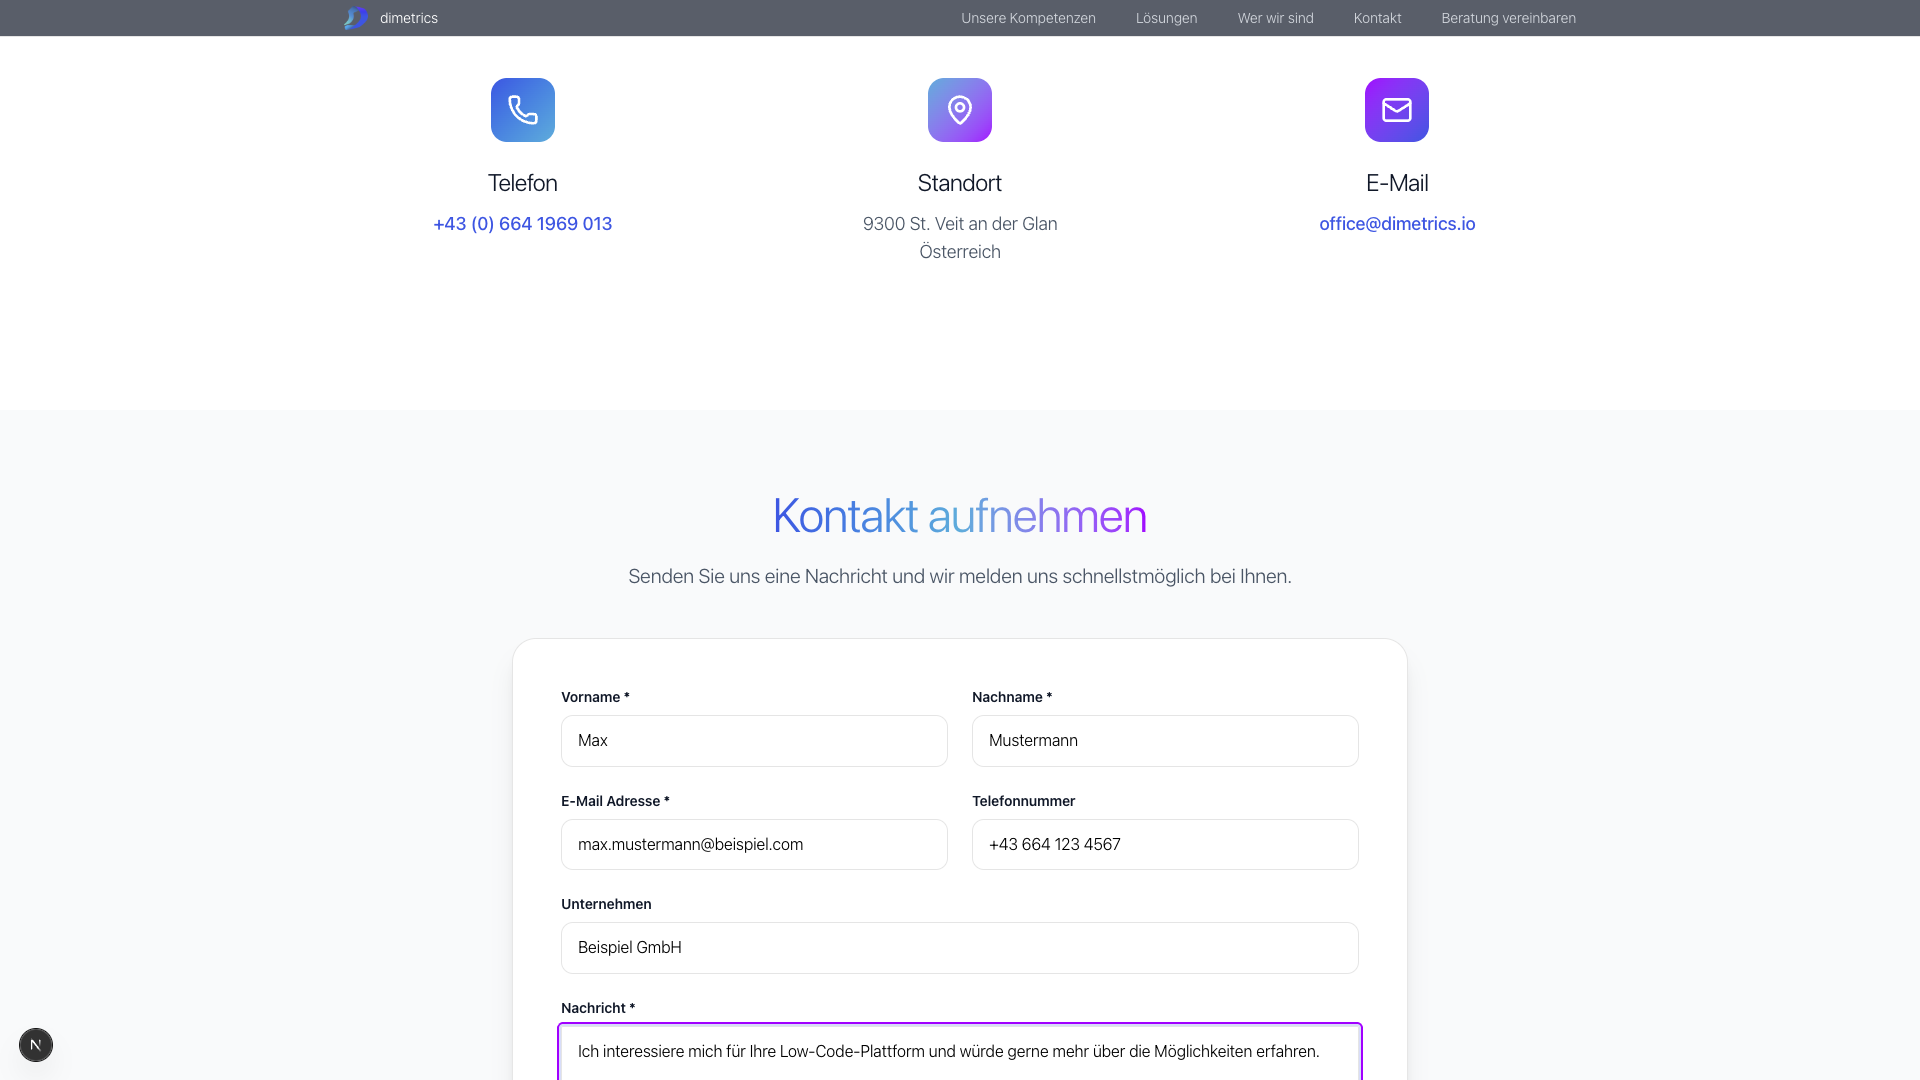 dimetrics
Unsere Kompetenzen
Lösungen
Wer wir sind
Kontakt
Beratung vereinbaren
Telefon
+43 (0) 664 1969 013
Standort
9300 St. Veit an der Glan
Österreich
E-Mail
office@dimetrics.io
Kontakt aufnehmen
Senden Sie uns eine Nachricht und wir melden uns schnellstmöglich bei Ihnen.
Vorname *
Max
Nachname *
Mustermann
E-Mail Adresse *
max.mustermann@beispiel.com
Telefonnummer
+43 664 123 4567
Unternehmen
Beispiel GmbH
Nachricht *
Ich interessiere mich für Ihre Low-Code-Plattform und würde gerne mehr über die Möglichkeiten erfahren.
N